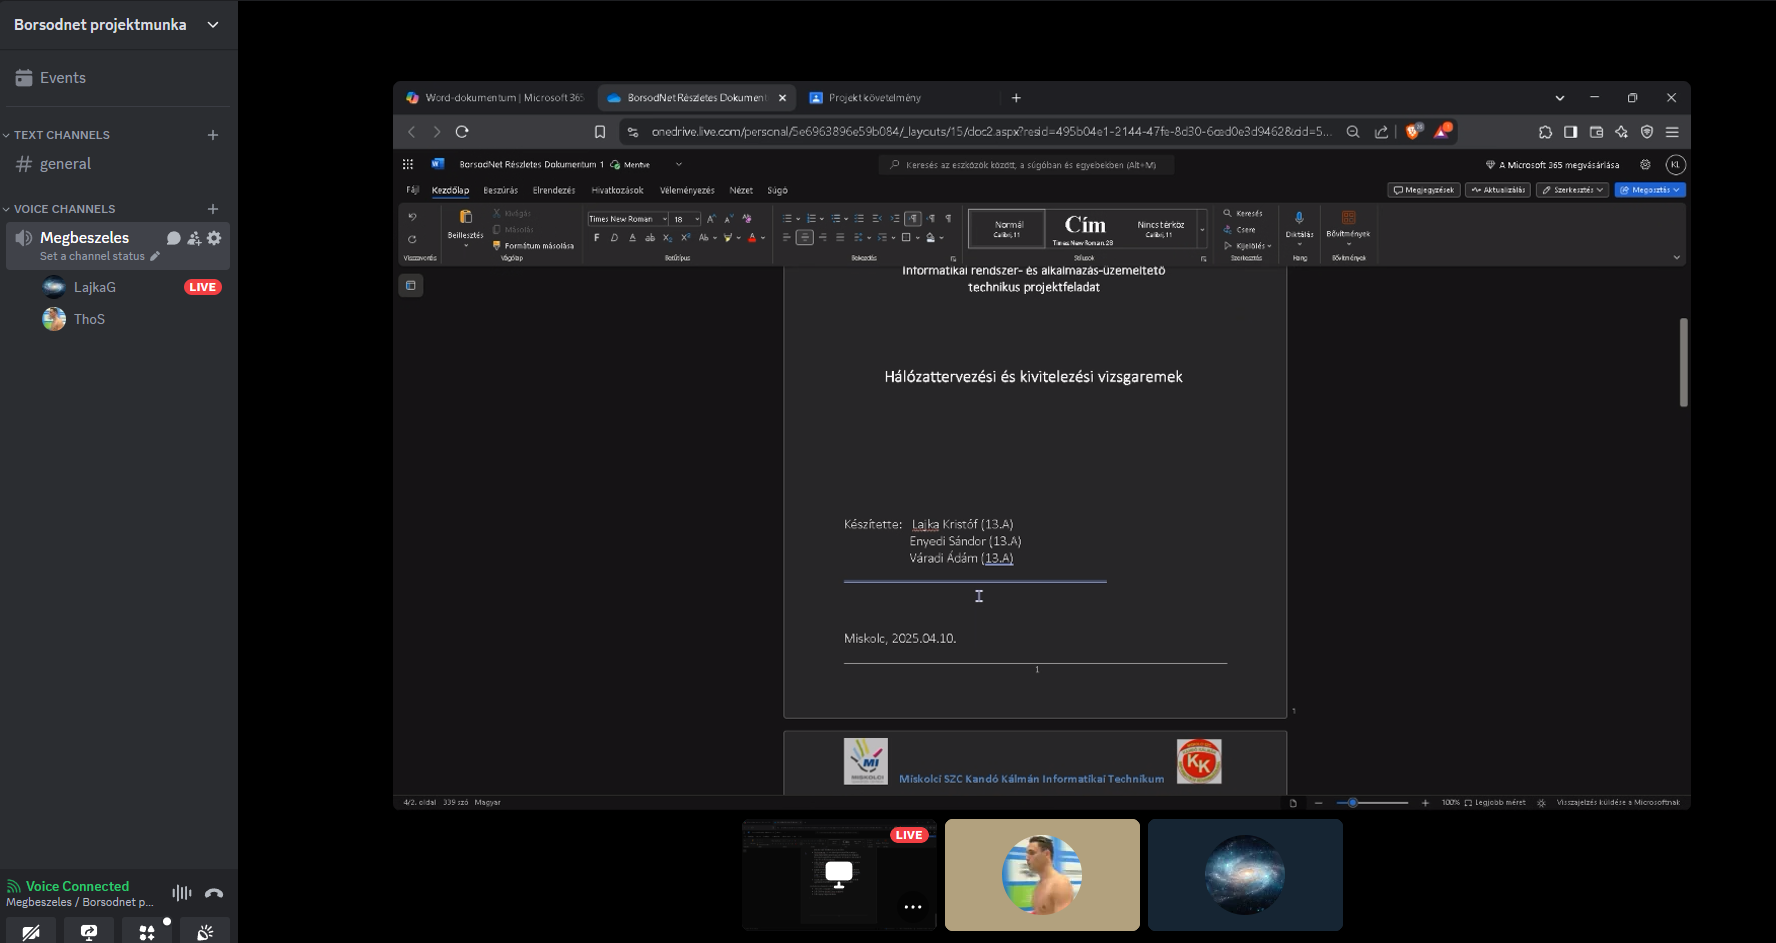 Borsodnet projektmunka
Events
TEXT CHANNELS
general
VOICE CHANNELS
Megbeszeles
Set a channel status
LajkaG
LIVE
ThoS
Voice Connected
Megbeszeles / Borsodnet p...
Word-dokumentum | Microsoft 365
BorsodNet Részletes Dokument
Projekt követelmény
onedrive.live.com/personal/5e6963896e59b084/_layouts/15/doc2.aspx?resid=495b04e1-2144-47fe-8d30-6ced0e3d9462&cid=5...
BorsodNet Részletes Dokumentum 1
Mentve
Keresés az eszközök között, a súgóban és egyebekben (Alt+M)
A Microsoft 365 megvásárlása
KL
Fájl Kezdőlap Beszúrás Elrendezés Hivatkozások Véleményezés Nézet Súgó
Megjegyzések
Aktualizálás
Szerkesztés
Megosztás
Visszavonás
Beillesztés
Kivágás
Másolás
Formátum másolása
Vágólap
Times New Roman
18
Betűtípus
Bekezdés
Normál
Calibri, 11
Cím
Times New Roman, 28
Nincs térköz
Calibri, 11
Stílusok
Keresés
Csere
Kijelölés
Szerkesztés
Diktálás
Hang
Bővítmények
Bővítmények
Informatikai rendszer- és alkalmazás-üzemeltető
technikus projektfeladat
Hálózattervezési és kivitelezési vizsgaremek
Készítette: Lajka Kristóf (13.A)
Enyedi Sándor (13.A)
Váradi Ádám (13.A)
Miskolc, 2025.04.10.
1
1
MI
MISKOLCI
Miskolci SZC Kandó Kálmán Informatikai Technikum
KK
4/2. oldal 339 szó Magyar
100%
Legjobb méret
Visszajelzés küldése a Microsoftnak
LIVE